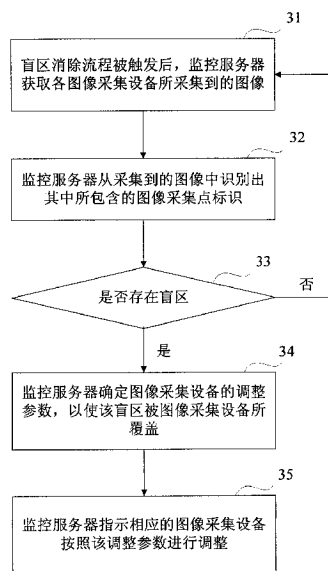 31
盲区消除流程被触发后，监控服务器
获取各图像采集设备所采集到的图像
32
监控服务器从采集到的图像中识别出
其中所包含的图像采集点标识
33
是否存在盲区
否
是
34
监控服务器确定图像采集设备的调整
参数，以使该盲区被图像采集设备所
覆盖
35
监控服务器指示相应的图像采集设备
按照该调整参数进行调整